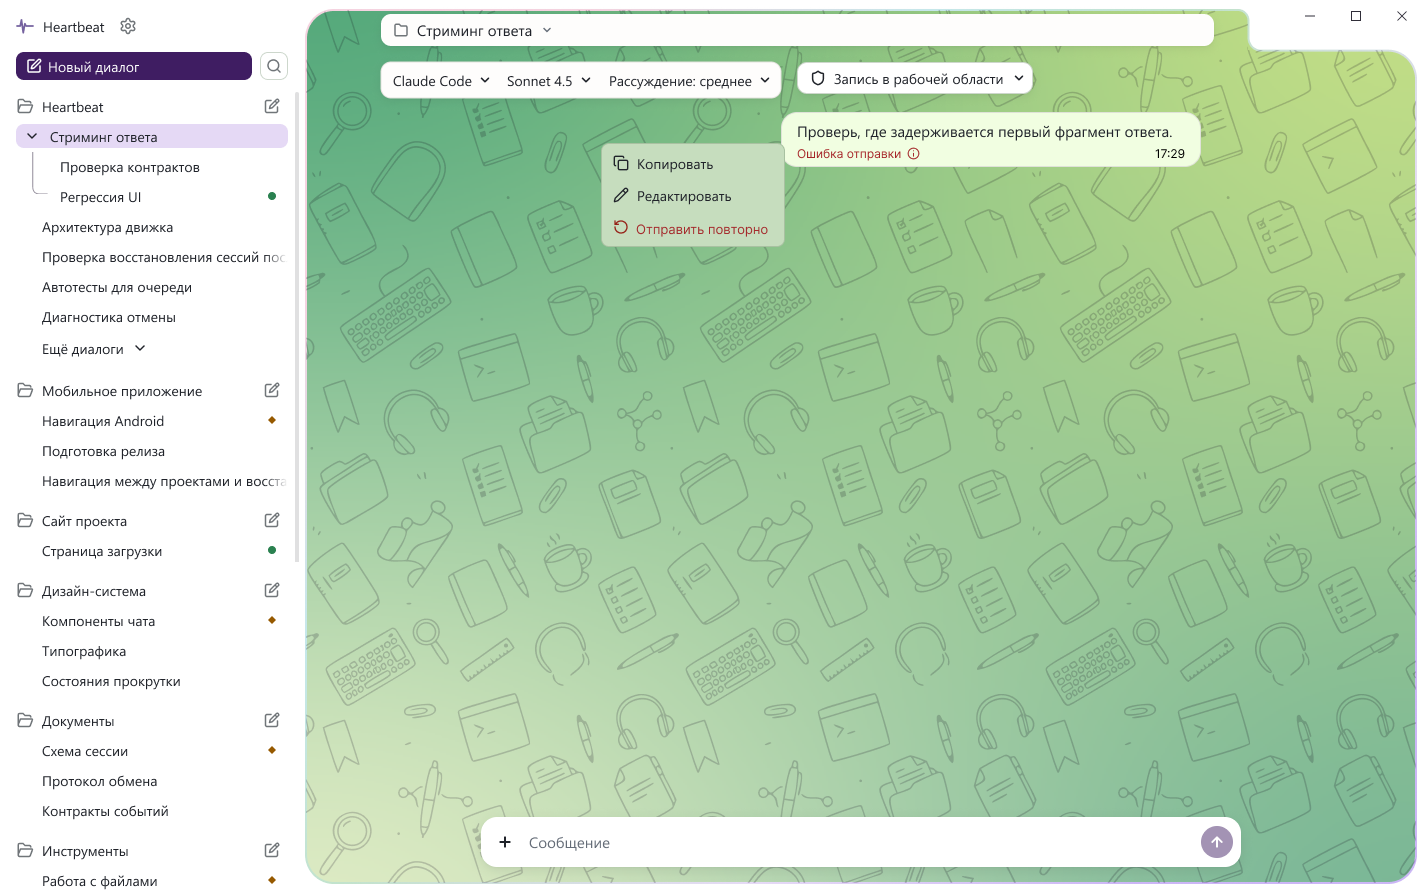 Heartbeat
Новый диалог
Heartbeat
Стриминг ответа
Проверка контрактов
Регрессия UI
Архитектура движка
Проверка восстановления сессий пос
Автотесты для очереди
Диагностика отмены
Ещё диалоги
Мобильное приложение
Навигация Android
Подготовка релиза
Навигация между проектами и восста
Сайт проекта
Страница загрузки
Дизайн-система
Компоненты чата
Типографика
Состояния прокрутки
Документы
Схема сессии
Протокол обмена
Контракты событий
Инструменты
Работа с файлами
Стриминг ответа
Claude Code Sonnet 4.5 Рассуждение: среднее Запись в рабочей области
Проверь, где задерживается первый фрагмент ответа.
Ошибка отправки 17:29
Копировать
Редактировать
Отправить повторно
Сообщение